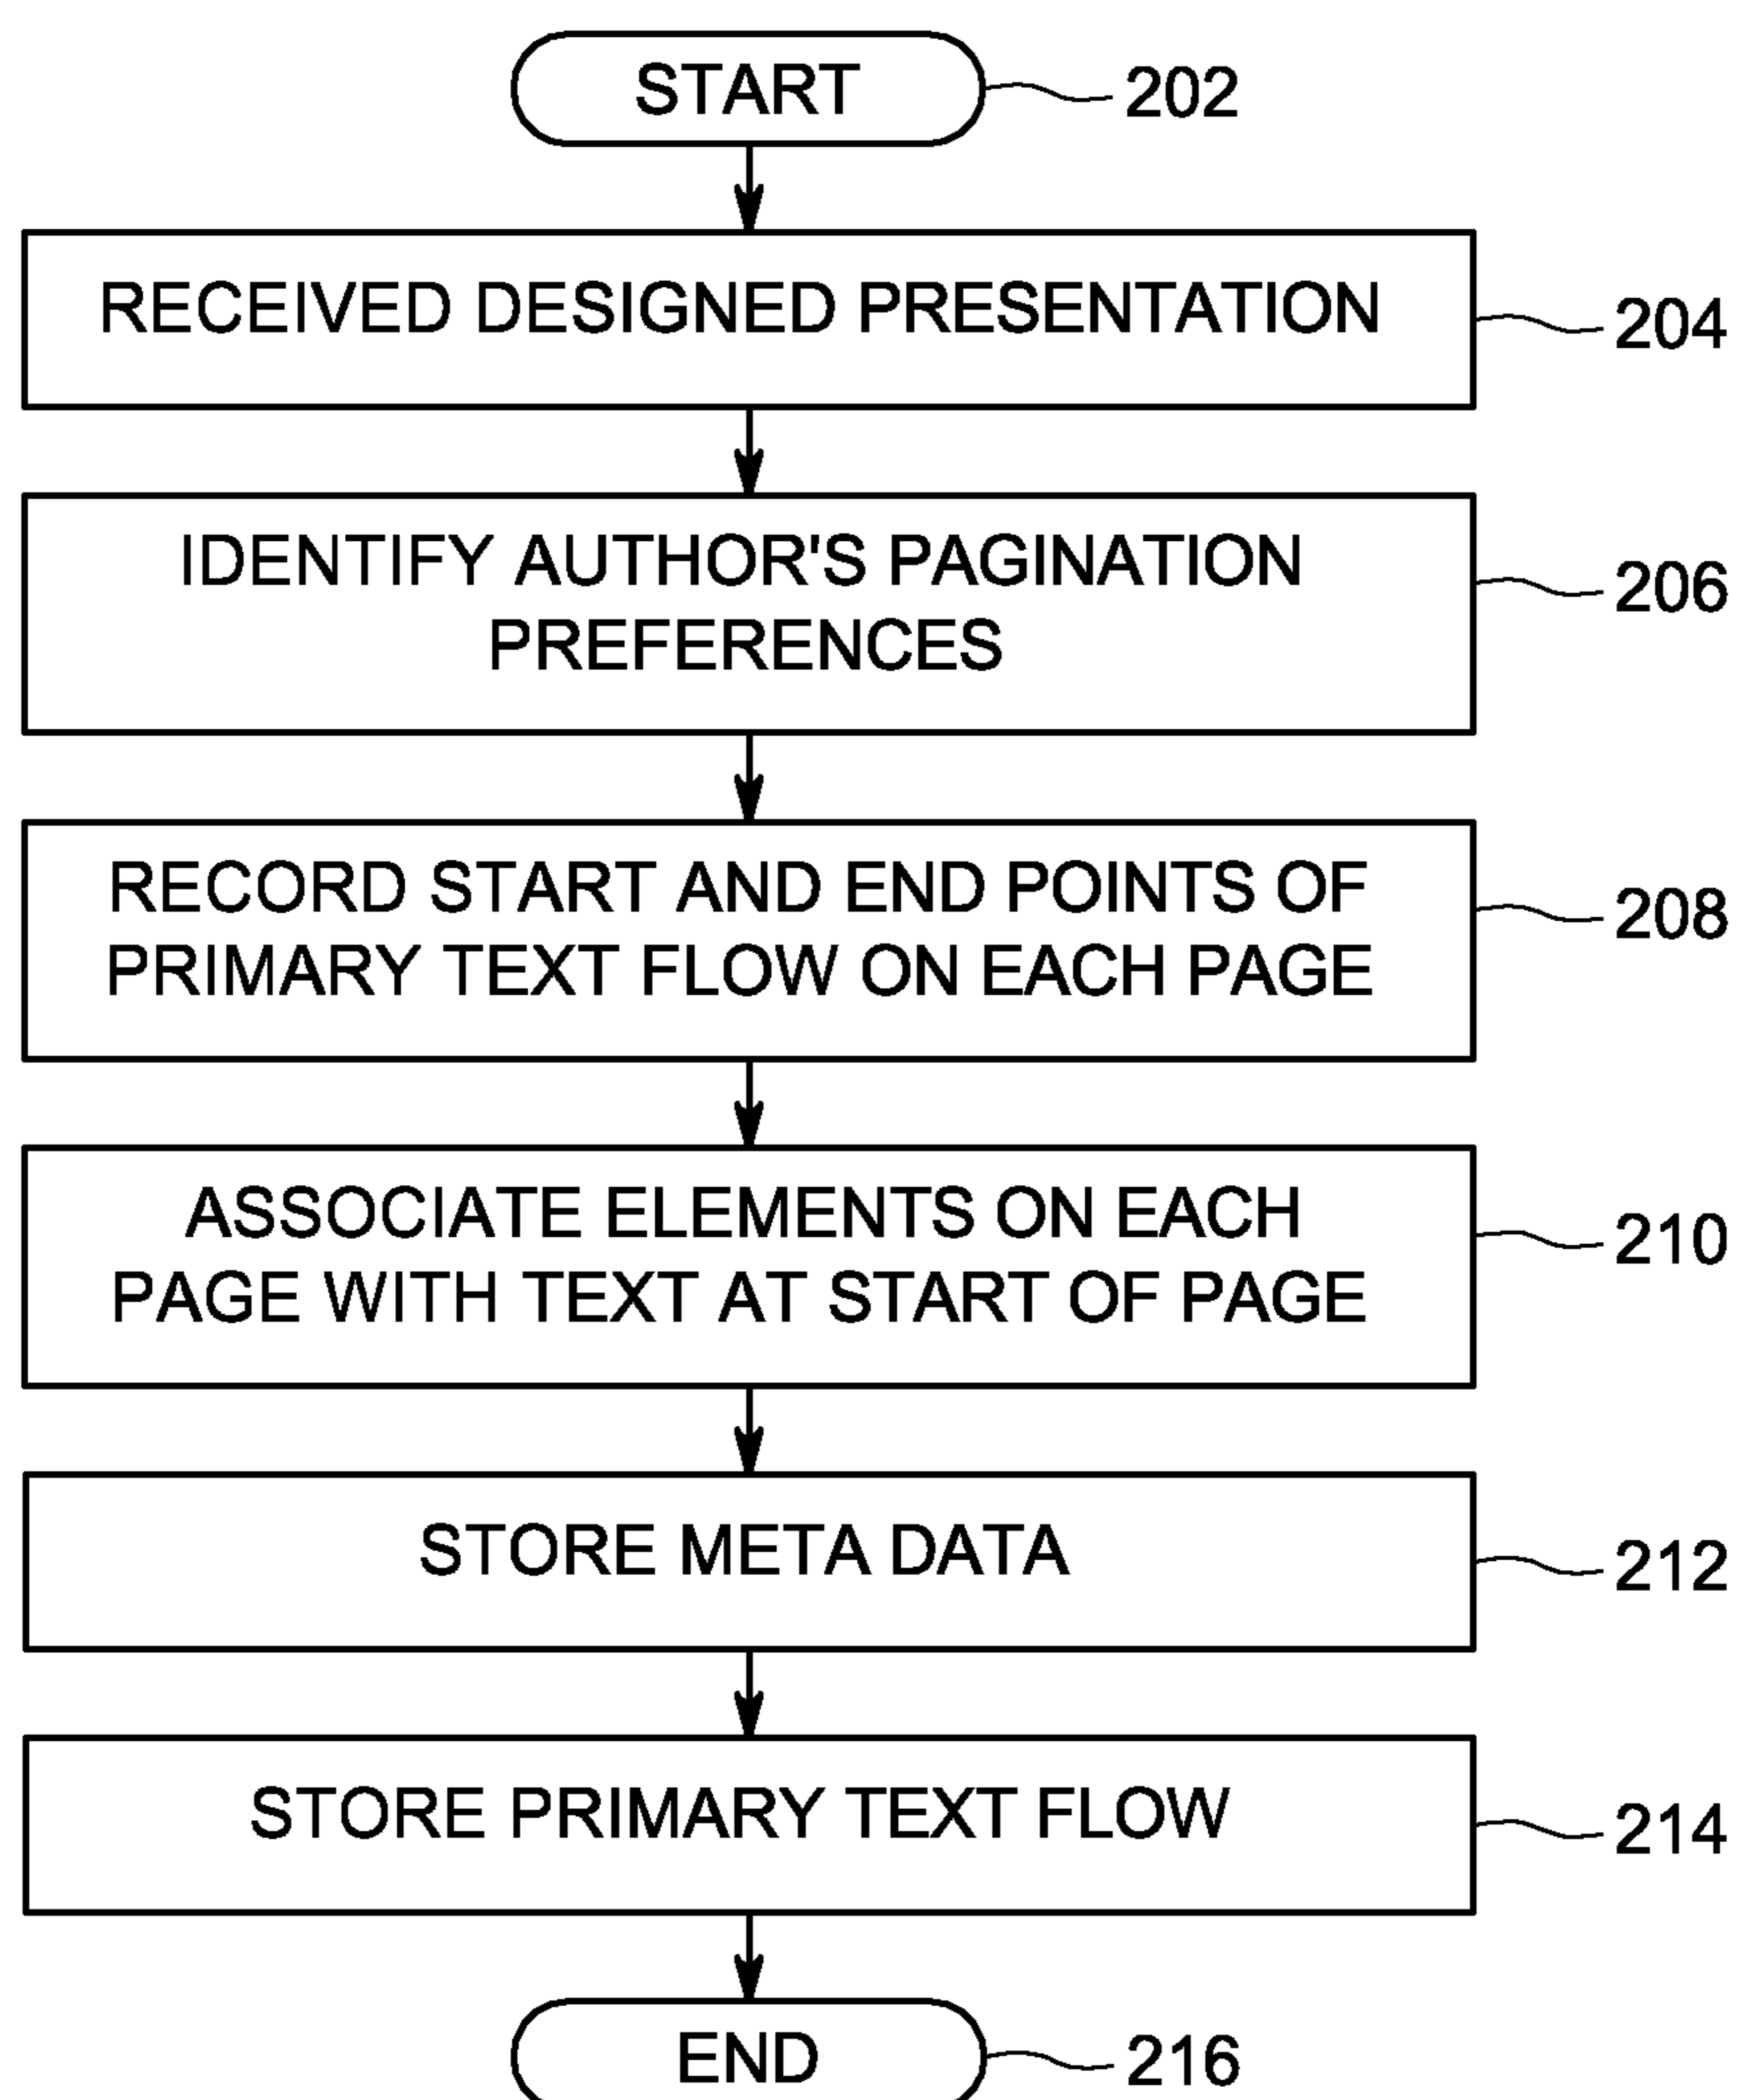 START 202
RECEIVED DESIGNED PRESENTATION 204
IDENTIFY AUTHOR'S PAGINATION
PREFERENCES
206
RECORD START AND END POINTS OF
PRIMARY TEXT FLOW ON EACH PAGE
208
ASSOCIATE ELEMENTS ON EACH
PAGE WITH TEXT AT START OF PAGE
210
STORE META DATA 212
STORE PRIMARY TEXT FLOW 214
END 216